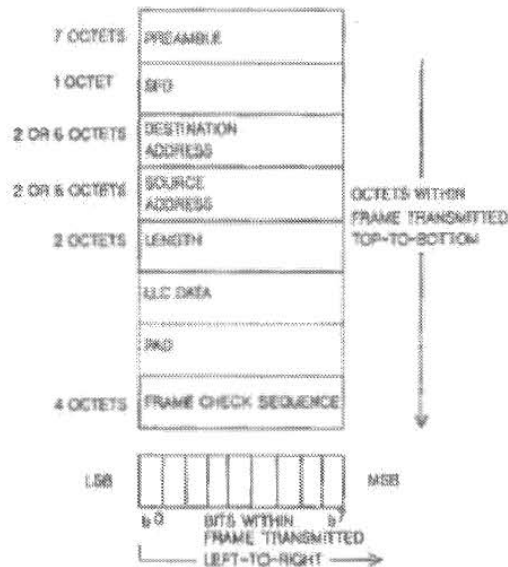 7 OCTETS PREAMBLE
1 OCTET SFD
2 OR 6 OCTETS DESTINATION
ADDRESS
2 OR 6 OCTETS SOURCE
ADDRESS
2 OCTETS LENGTH
LLC DATA
PAD
4 OCTETS FRAME CHECK SEQUENCE
OCTETS WITHIN
FRAME TRANSMITTED
TOP-TO-BOTTOM
LSB MSB
b0 b7
BITS WITHIN
FRAME TRANSMITTED
LEFT-TO-RIGHT